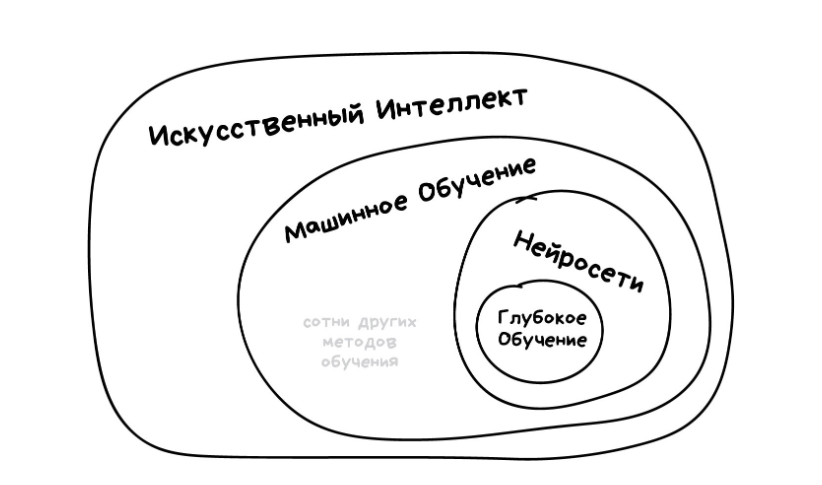 Искусственный Интеллект
Машинное Обучение
Нейросети
Глубокое
Обучение
сотни других
методов
обучения